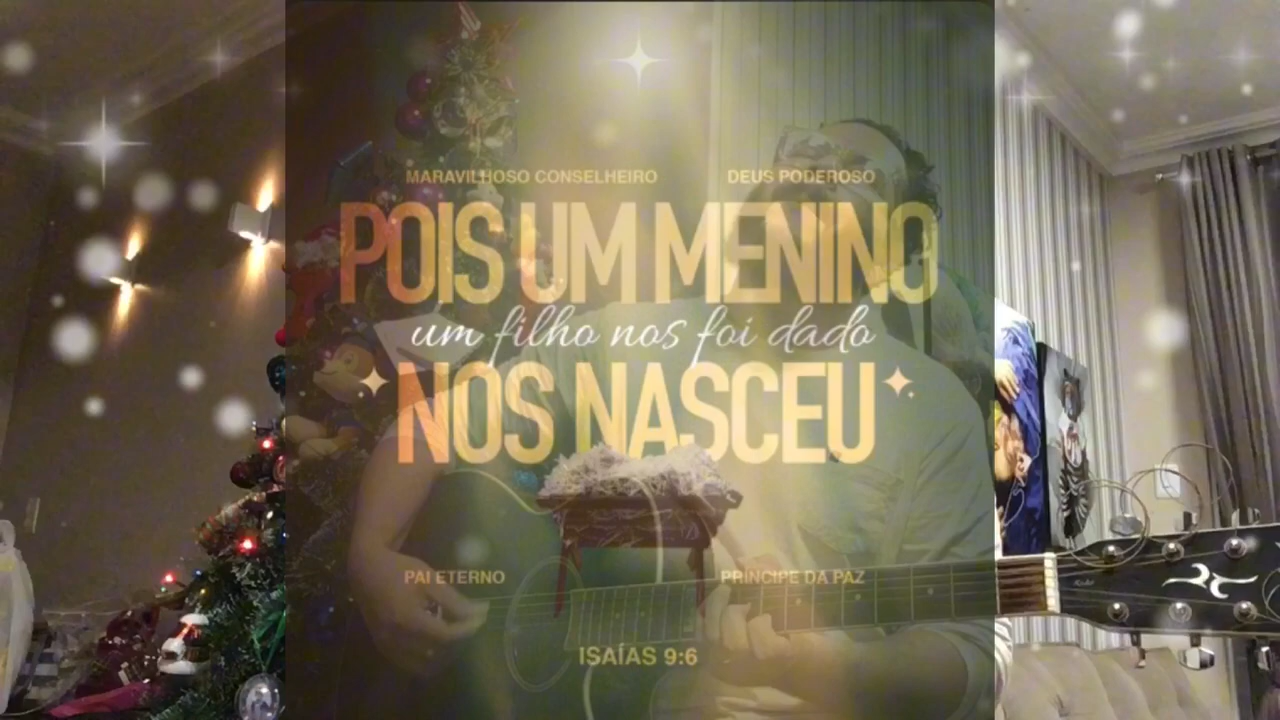 MARAVILHOSO CONSELHEIRO DEUS PODEROSO
POIS UM MENINO
um filho nos foi dado
NOS NASCEU
PAI ETERNO PRÍNCIPE DA PAZ
ISAÍAS 9:6